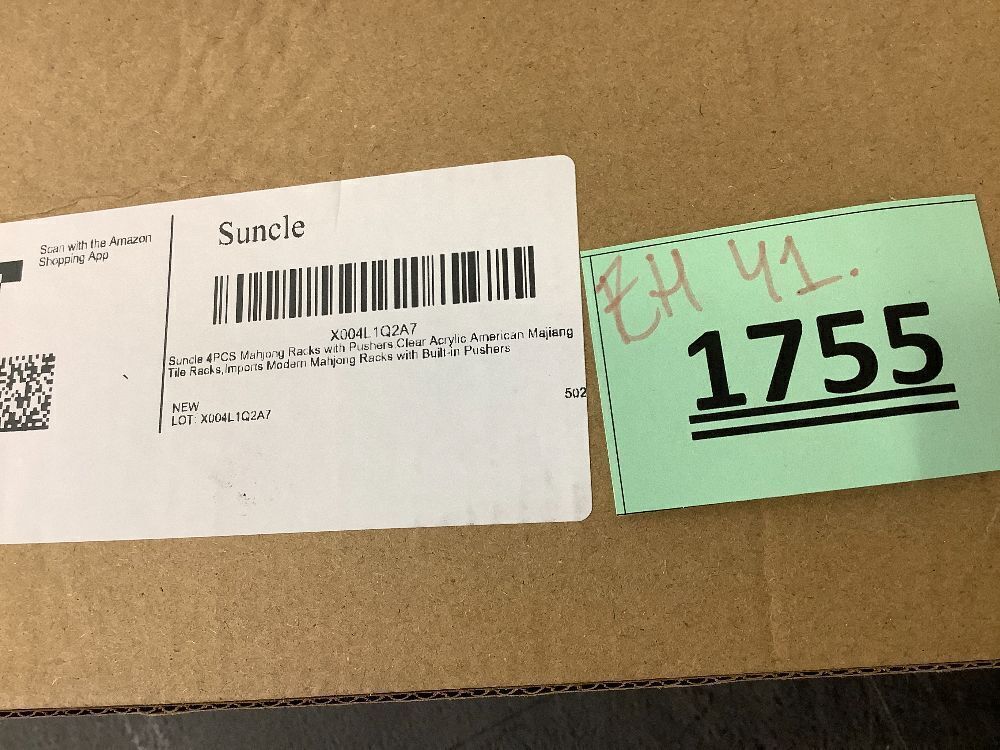 Scan with the Amazon
Shopping App
Suncle
X004L1Q2A7
Suncle 4PCS Mahjong Racks with Pushers,Clear Acrylic American Majiang
Tile Racks,Imports Modern Mahjong Racks with Built-in Pushers
NEW
LOT: X004L1Q2A7
502
EH 41.
1755